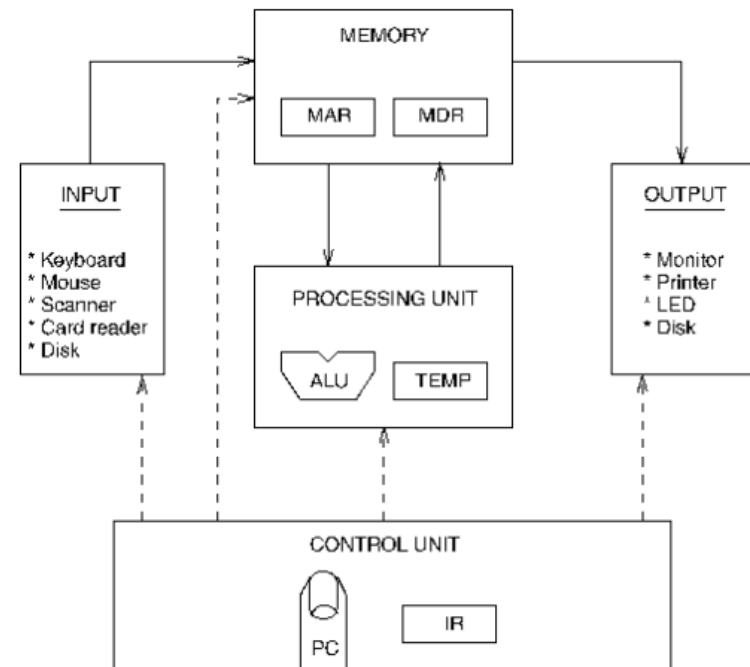 MEMORY
MAR
MDR
INPUT
* Keyboard
* Mouse
* Scanner
* Card reader
* Disk
OUTPUT
* Monitor
* Printer
* LED
* Disk
PROCESSING UNIT
ALU
TEMP
CONTROL UNIT
PC
IR